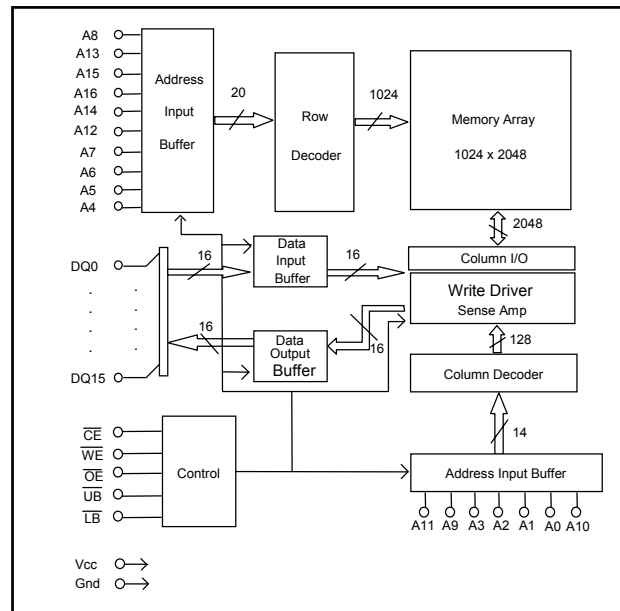 A8
A13
A15
A16
A14
A12
A7
A6
A5
A4
Address
Input
Buffer
20
Row
Decoder
1024
Memory Array
1024 x 2048
2048
Column I/O
Write Driver
Sense Amp
128
Column Decoder
14
Address Input Buffer
A11 A9 A3 A2 A1 A0 A10
DQ0
DQ15
16
Data
Input
Buffer
16
16
Data
Output
Buffer
16
CE
WE
OE
UB
LB
Control
Vcc
Gnd